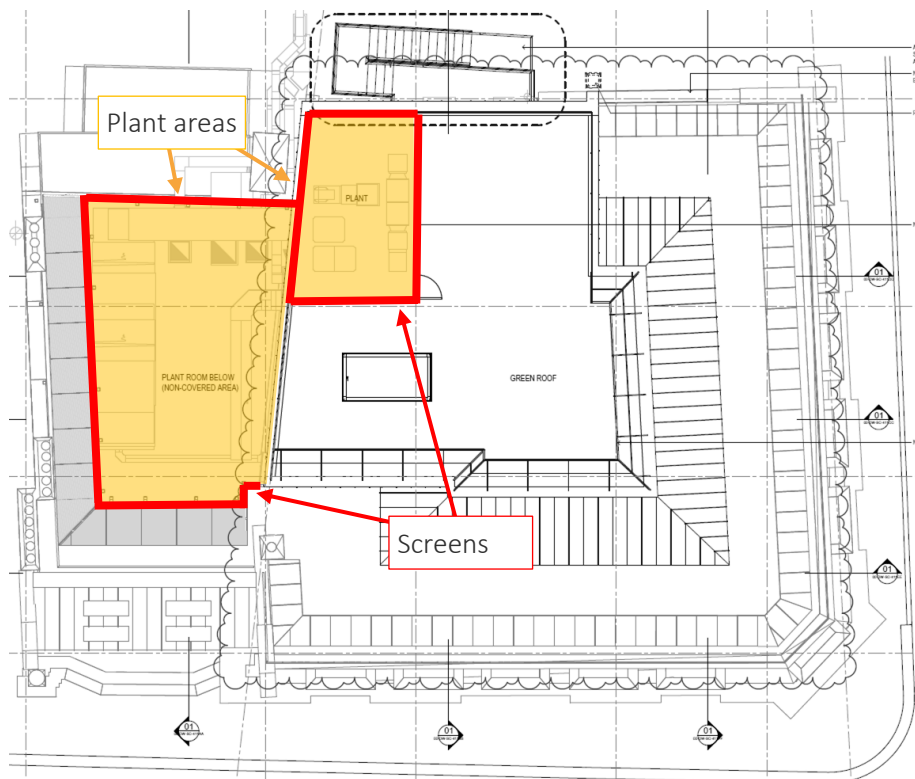 Plant areas
PLANT
PLANT ROOM BELOW
(NON-COVERED AREA)
GREEN ROOF
Screens
01
01
01
01
01
01